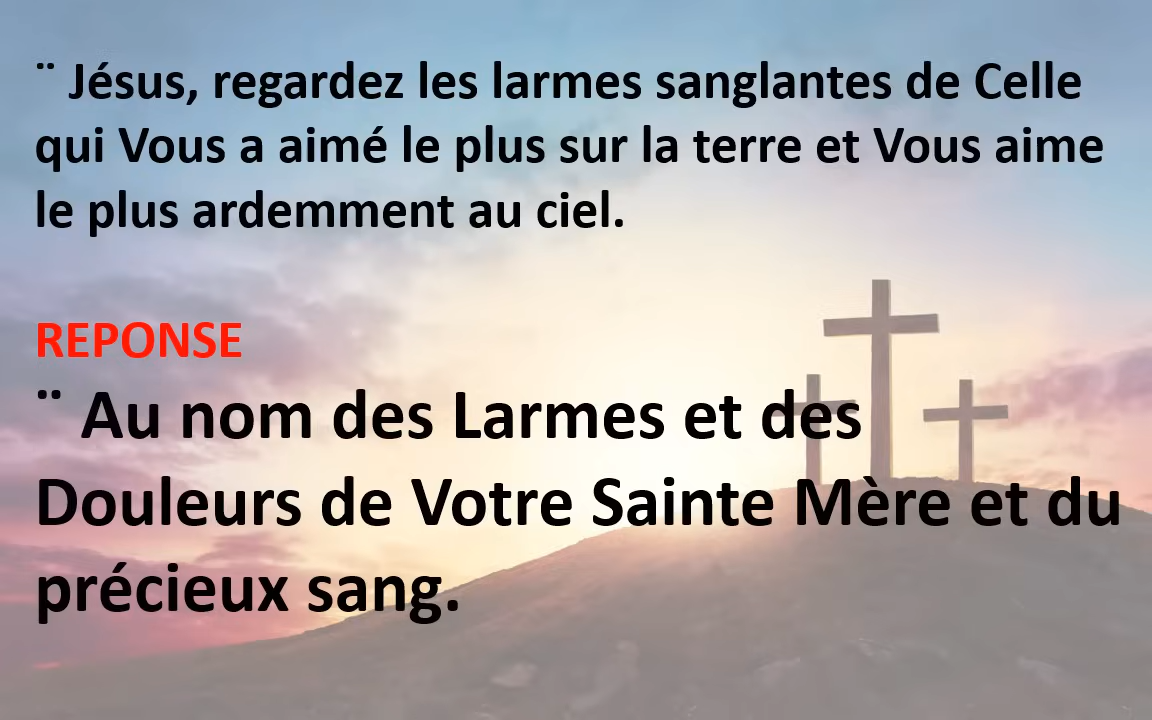 ¨ Jésus, regardez les larmes sanglantes de Celle
qui Vous a aimé le plus sur la terre et Vous aime
le plus ardemment au ciel.
REPONSE
¨ Au nom des Larmes et des
Douleurs de Votre Sainte Mère et du
précieux sang.